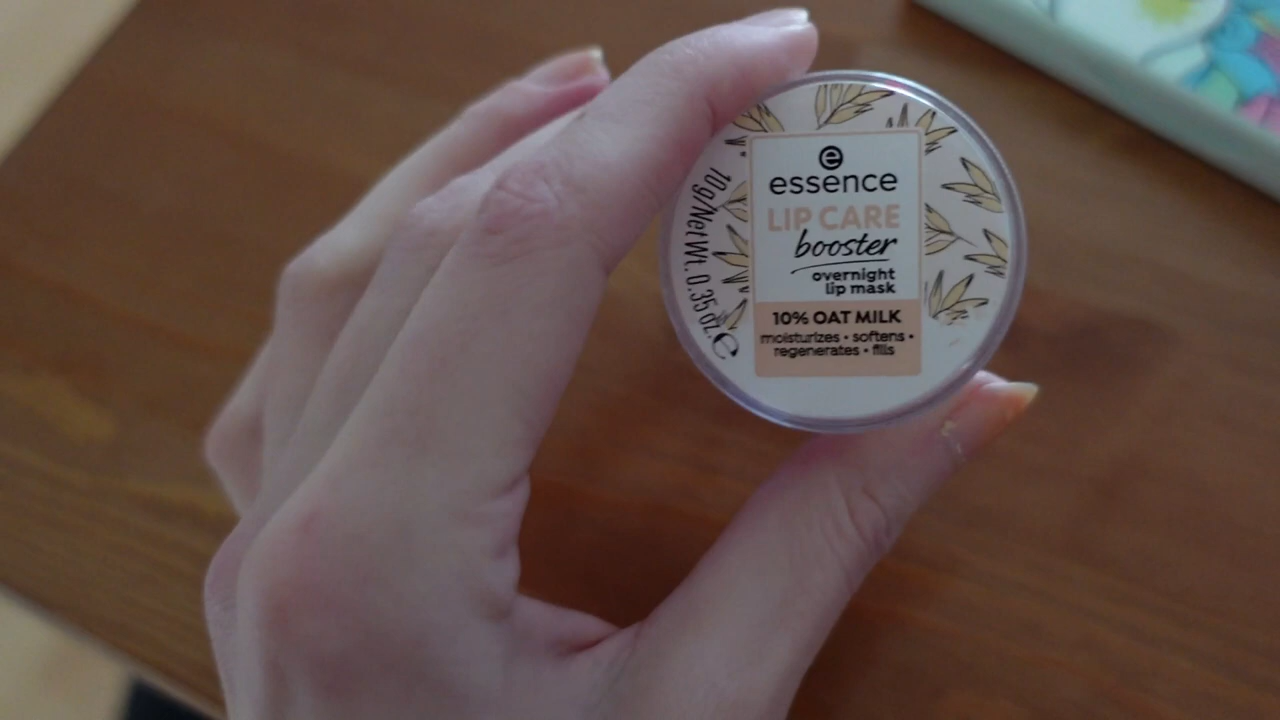 e
essence
LIP CARE
booster
overnight
lip mask
10% OAT MILK
moisturizes • softens •
regenerates • fills
10g/Net Wt. 0.35 oz. ℮